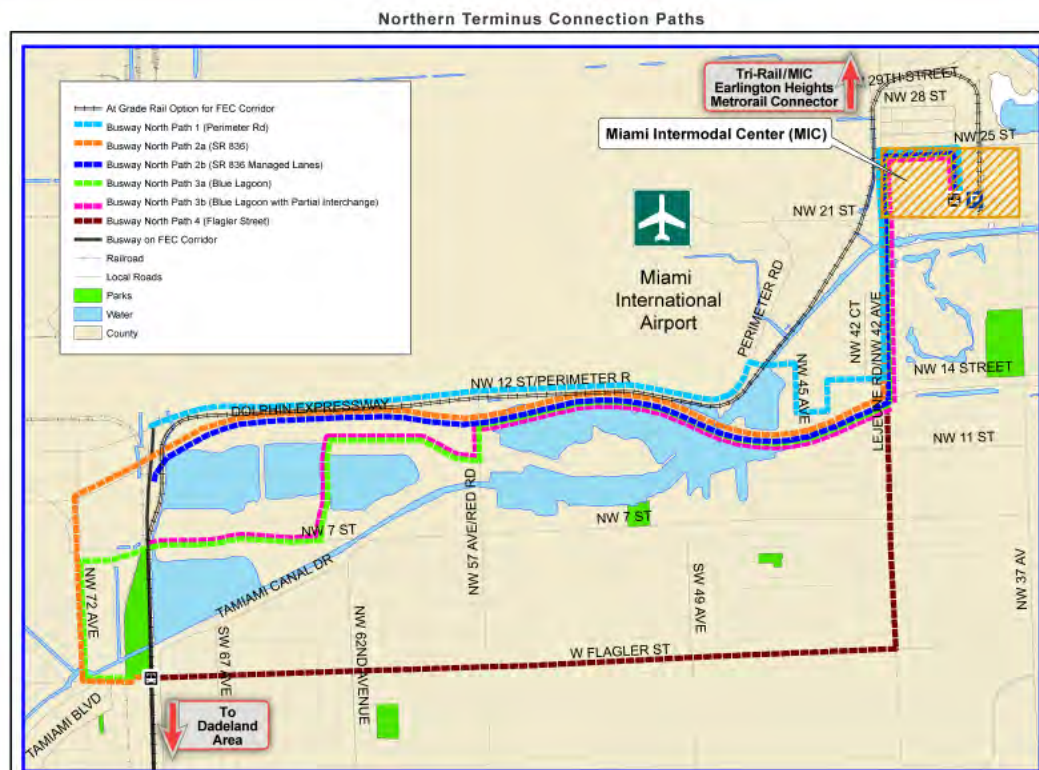 Northern Terminus Connection Paths
At Grade Rail Option for FEC Corridor
Busway North Path 1 (Perimeter Rd)
Busway North Path 2a (SR 836)
Busway North Path 2b (SR 836 Managed Lanes)
Busway North Path 3a (Blue Lagoon)
Busway North Path 3b (Blue Lagoon with Partial Interchange)
Busway North Path 4 (Flagler Street)
Busway on FEC Corridor
Railroad
Local Roads
Parks
Water
County
Tri-Rail/MIC
Earlington Heights
Metrorail Connector
29TH STREET
NW 28 ST
Miami Intermodal Center (MIC)
NW 25 ST
NW 21 ST
Miami
International
Airport
PERIMETER RD
NW 42 CT
LEJEUNE RD/NW 42 AVE
NW 45 AVE
NW 14 STREET
NW 12 ST/PERIMETER R
DOLPHIN EXPRESSWAY
NW 11 ST
NW 57 AVE/RED RD
NW 7 ST
NW 7 ST
NW 72 AVE
TAMIAMI CANAL DR
SW 49 AVE
NW 37 AV
SW 67 AVE
NW 62ND AVENUE
W FLAGLER ST
TAMIAMI BLVD
To
Dadeland
Area
P